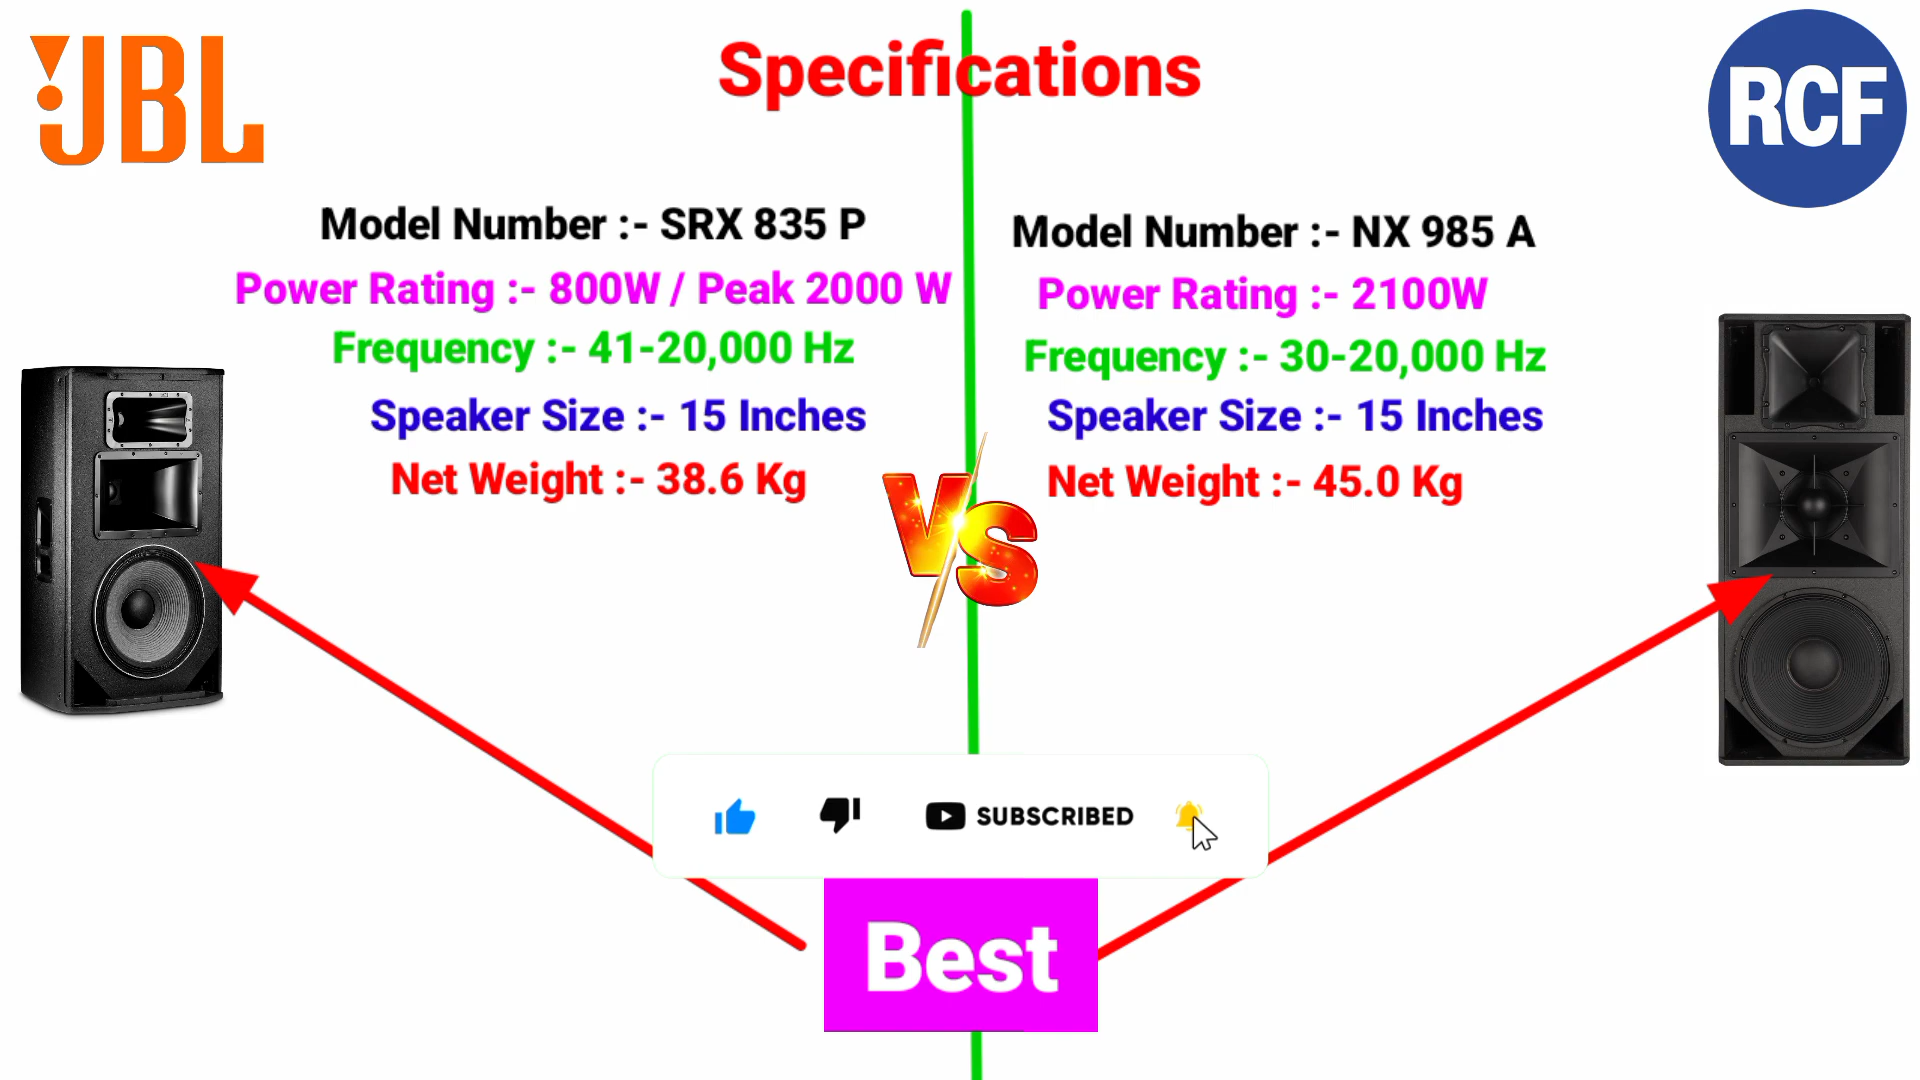 JBL
Specifications
RCF
Model Number :- SRX 835 P
Power Rating :- 800W / Peak 2000 W
Frequency :- 41-20,000 Hz
Speaker Size :- 15 Inches
Net Weight :- 38.6 Kg
Model Number :- NX 985 A
Power Rating :- 2100W
Frequency :- 30-20,000 Hz
Speaker Size :- 15 Inches
Net Weight :- 45.0 Kg
VS
SUBSCRIBED
Best